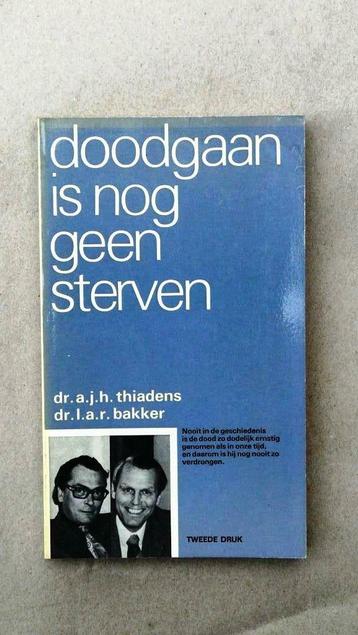 doodgaan
is nog
geen
sterven
dr. a.j.h. thiadens
dr. l.a.r. bakker
Nooit in de geschiedenis
is de dood zo dodelijk ernstig
genomen als in onze tijd,
en daarom is hij nog nooit zo
verdrongen.
TWEEDE DRUK